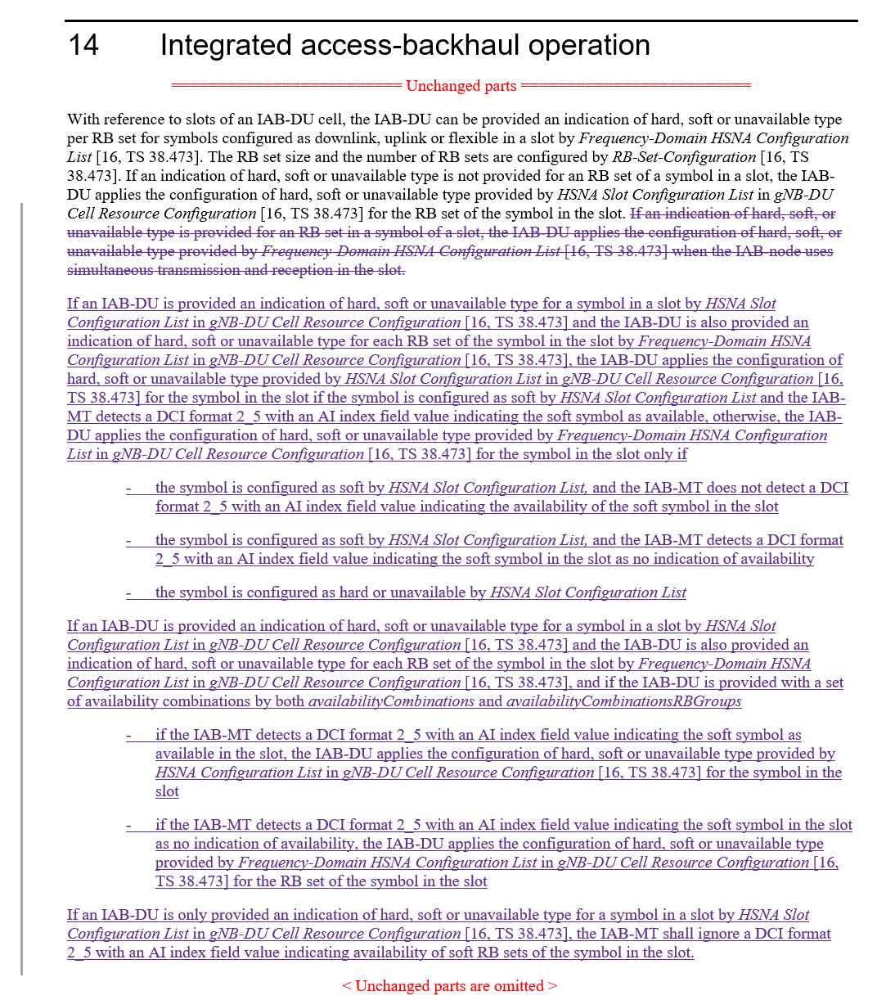 14 Integrated access-backhaul operation
========================= Unchanged parts =========================
With reference to slots of an IAB-DU cell, the IAB-DU can be provided an indication of hard, soft or unavailable type
per RB set for symbols configured as downlink, uplink or flexible in a slot by Frequency-Domain HSNA Configuration
List [16, TS 38.473]. The RB set size and the number of RB sets are configured by RB-Set-Configuration [16, TS
38.473]. If an indication of hard, soft or unavailable type is not provided for an RB set of a symbol in a slot, the IAB-
DU applies the configuration of hard, soft or unavailable type provided by HSNA Slot Configuration List in gNB-DU
Cell Resource Configuration [16, TS 38.473] for the RB set of the symbol in the slot. If an indication of hard, soft, or
unavailable type is provided for an RB set in a symbol of a slot, the IAB-DU applies the configuration of hard, soft, or
unavailable type provided by Frequency-Domain HSNA Configuration List [16, TS 38.473] when the IAB-node uses
simultaneous transmission and reception in the slot.
If an IAB-DU is provided an indication of hard, soft or unavailable type for a symbol in a slot by HSNA Slot
Configuration List in gNB-DU Cell Resource Configuration [16, TS 38.473] and the IAB-DU is also provided an
indication of hard, soft or unavailable type for each RB set of the symbol in the slot by Frequency-Domain HSNA
Configuration List in gNB-DU Cell Resource Configuration [16, TS 38.473], the IAB-DU applies the configuration of
hard, soft or unavailable type provided by HSNA Slot Configuration List in gNB-DU Cell Resource Configuration [16,
TS 38.473] for the symbol in the slot if the symbol is configured as soft by HSNA Slot Configuration List and the IAB-
MT detects a DCI format 2_5 with an AI index field value indicating the soft symbol as available, otherwise, the IAB-
DU applies the configuration of hard, soft or unavailable type provided by Frequency-Domain HSNA Configuration
List in gNB-DU Cell Resource Configuration [16, TS 38.473] for the symbol in the slot only if
- the symbol is configured as soft by HSNA Slot Configuration List, and the IAB-MT does not detect a DCI
format 2_5 with an AI index field value indicating the availability of the soft symbol in the slot
- the symbol is configured as soft by HSNA Slot Configuration List, and the IAB-MT detects a DCI format
2_5 with an AI index field value indicating the soft symbol in the slot as no indication of availability
- the symbol is configured as hard or unavailable by HSNA Slot Configuration List
If an IAB-DU is provided an indication of hard, soft or unavailable type for a symbol in a slot by HSNA Slot
Configuration List in gNB-DU Cell Resource Configuration [16, TS 38.473] and the IAB-DU is also provided an
indication of hard, soft or unavailable type for each RB set of the symbol in the slot by Frequency-Domain HSNA
Configuration List in gNB-DU Cell Resource Configuration [16, TS 38.473], and if the IAB-DU is provided with a set
of availability combinations by both availabilityCombinations and availabilityCombinationsRBGroups
- if the IAB-MT detects a DCI format 2_5 with an AI index field value indicating the soft symbol as
available in the slot, the IAB-DU applies the configuration of hard, soft or unavailable type provided by
HSNA Configuration List in gNB-DU Cell Resource Configuration [16, TS 38.473] for the symbol in the
slot
- if the IAB-MT detects a DCI format 2_5 with an AI index field value indicating the soft symbol in the slot
as no indication of availability, the IAB-DU applies the configuration of hard, soft or unavailable type
provided by Frequency-Domain HSNA Configuration List in gNB-DU Cell Resource Configuration [16,
TS 38.473] for the RB set of the symbol in the slot
If an IAB-DU is only provided an indication of hard, soft or unavailable type for a symbol in a slot by HSNA Slot
Configuration List in gNB-DU Cell Resource Configuration [16, TS 38.473], the IAB-MT shall ignore a DCI format
2_5 with an AI index field value indicating availability of soft RB sets of the symbol in the slot.
< Unchanged parts are omitted >